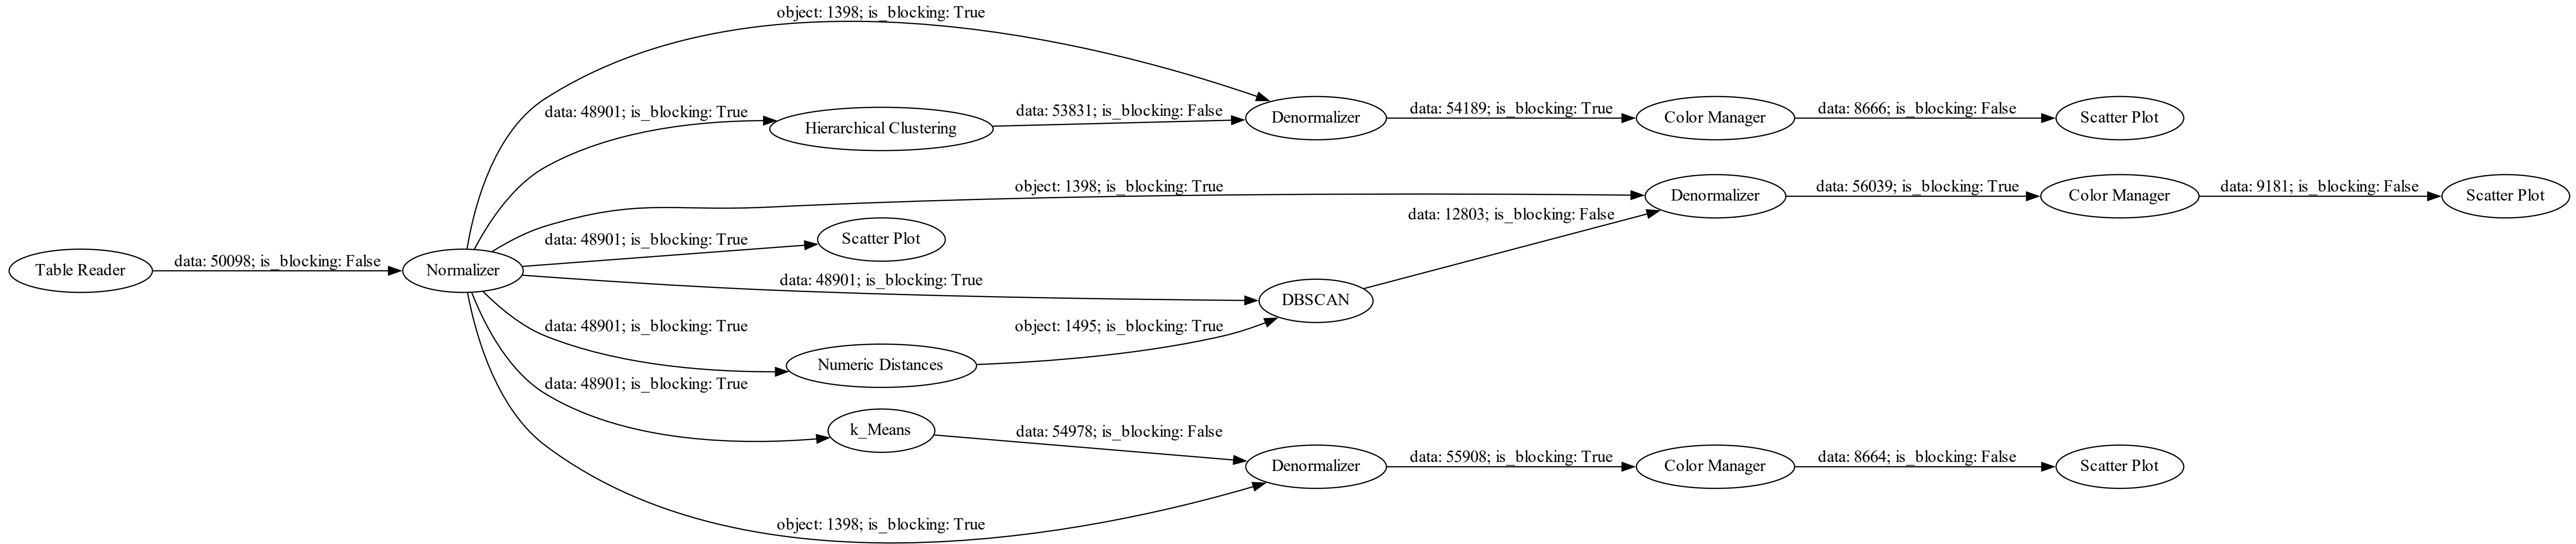 object: 1398; is_blocking: True
data: 48901; is_blocking: True
Hierarchical Clustering
data: 53831; is_blocking: False
Denormalizer
data: 54189; is_blocking: True
Color Manager
data: 8666; is_blocking: False
Scatter Plot
object: 1398; is_blocking: True
Denormalizer
data: 56039; is_blocking: True
Color Manager
data: 9181; is_blocking: False
Scatter Plot
data: 12803; is_blocking: False
data: 48901; is_blocking: True
Scatter Plot
Table Reader
data: 50098; is_blocking: False
Normalizer
data: 48901; is_blocking: True
DBSCAN
data: 48901; is_blocking: True
object: 1495; is_blocking: True
Numeric Distances
data: 48901; is_blocking: True
k_Means
data: 54978; is_blocking: False
Denormalizer
data: 55908; is_blocking: True
Color Manager
data: 8664; is_blocking: False
Scatter Plot
object: 1398; is_blocking: True